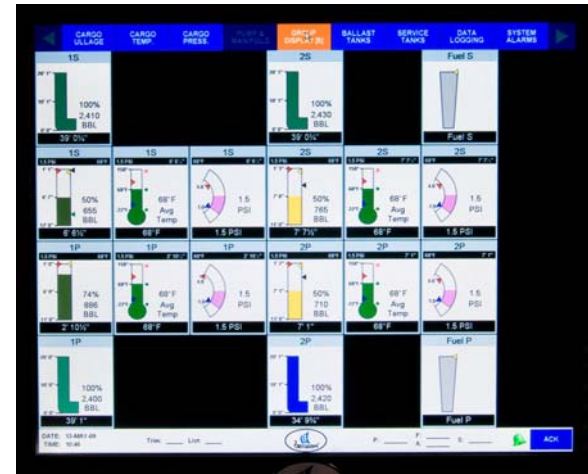 CARGO ULLAGE
CARGO TEMP.
CARGO PRESS.
GROUP DISPLAY
BALLAST TANKS
SERVICE TANKS
DATA LOGGING
SYSTEM ALARMS
1S
2S
Fuel S
100%
2,410
BBL
39' 0¼"
100%
2,430
BBL
39' 0¼"
Fuel S
1S
1S
1S
2S
2S
2S
50%
655
BBL
6' 6½"
68°F
Avg
Temp
68°F
1.5
PSI
1.5 PSI
50%
765
BBL
7' 7½"
68°F
Avg
Temp
68°F
1.5
PSI
1.5 PSI
1P
1P
1P
2P
2P
2P
74%
886
BBL
2' 10½"
68°F
Avg
Temp
68°F
1.5
PSI
1.5 PSI
50%
710
BBL
7' 1"
68°F
Avg
Temp
68°F
1.5
PSI
1.5 PSI
1P
2P
Fuel P
100%
2,400
BBL
39' 1"
100%
2,420
BBL
34' 9¾"
Fuel P
DATE:
TIME: 10:46
Trim:
List:
P:
F:
A:
S:
ACK